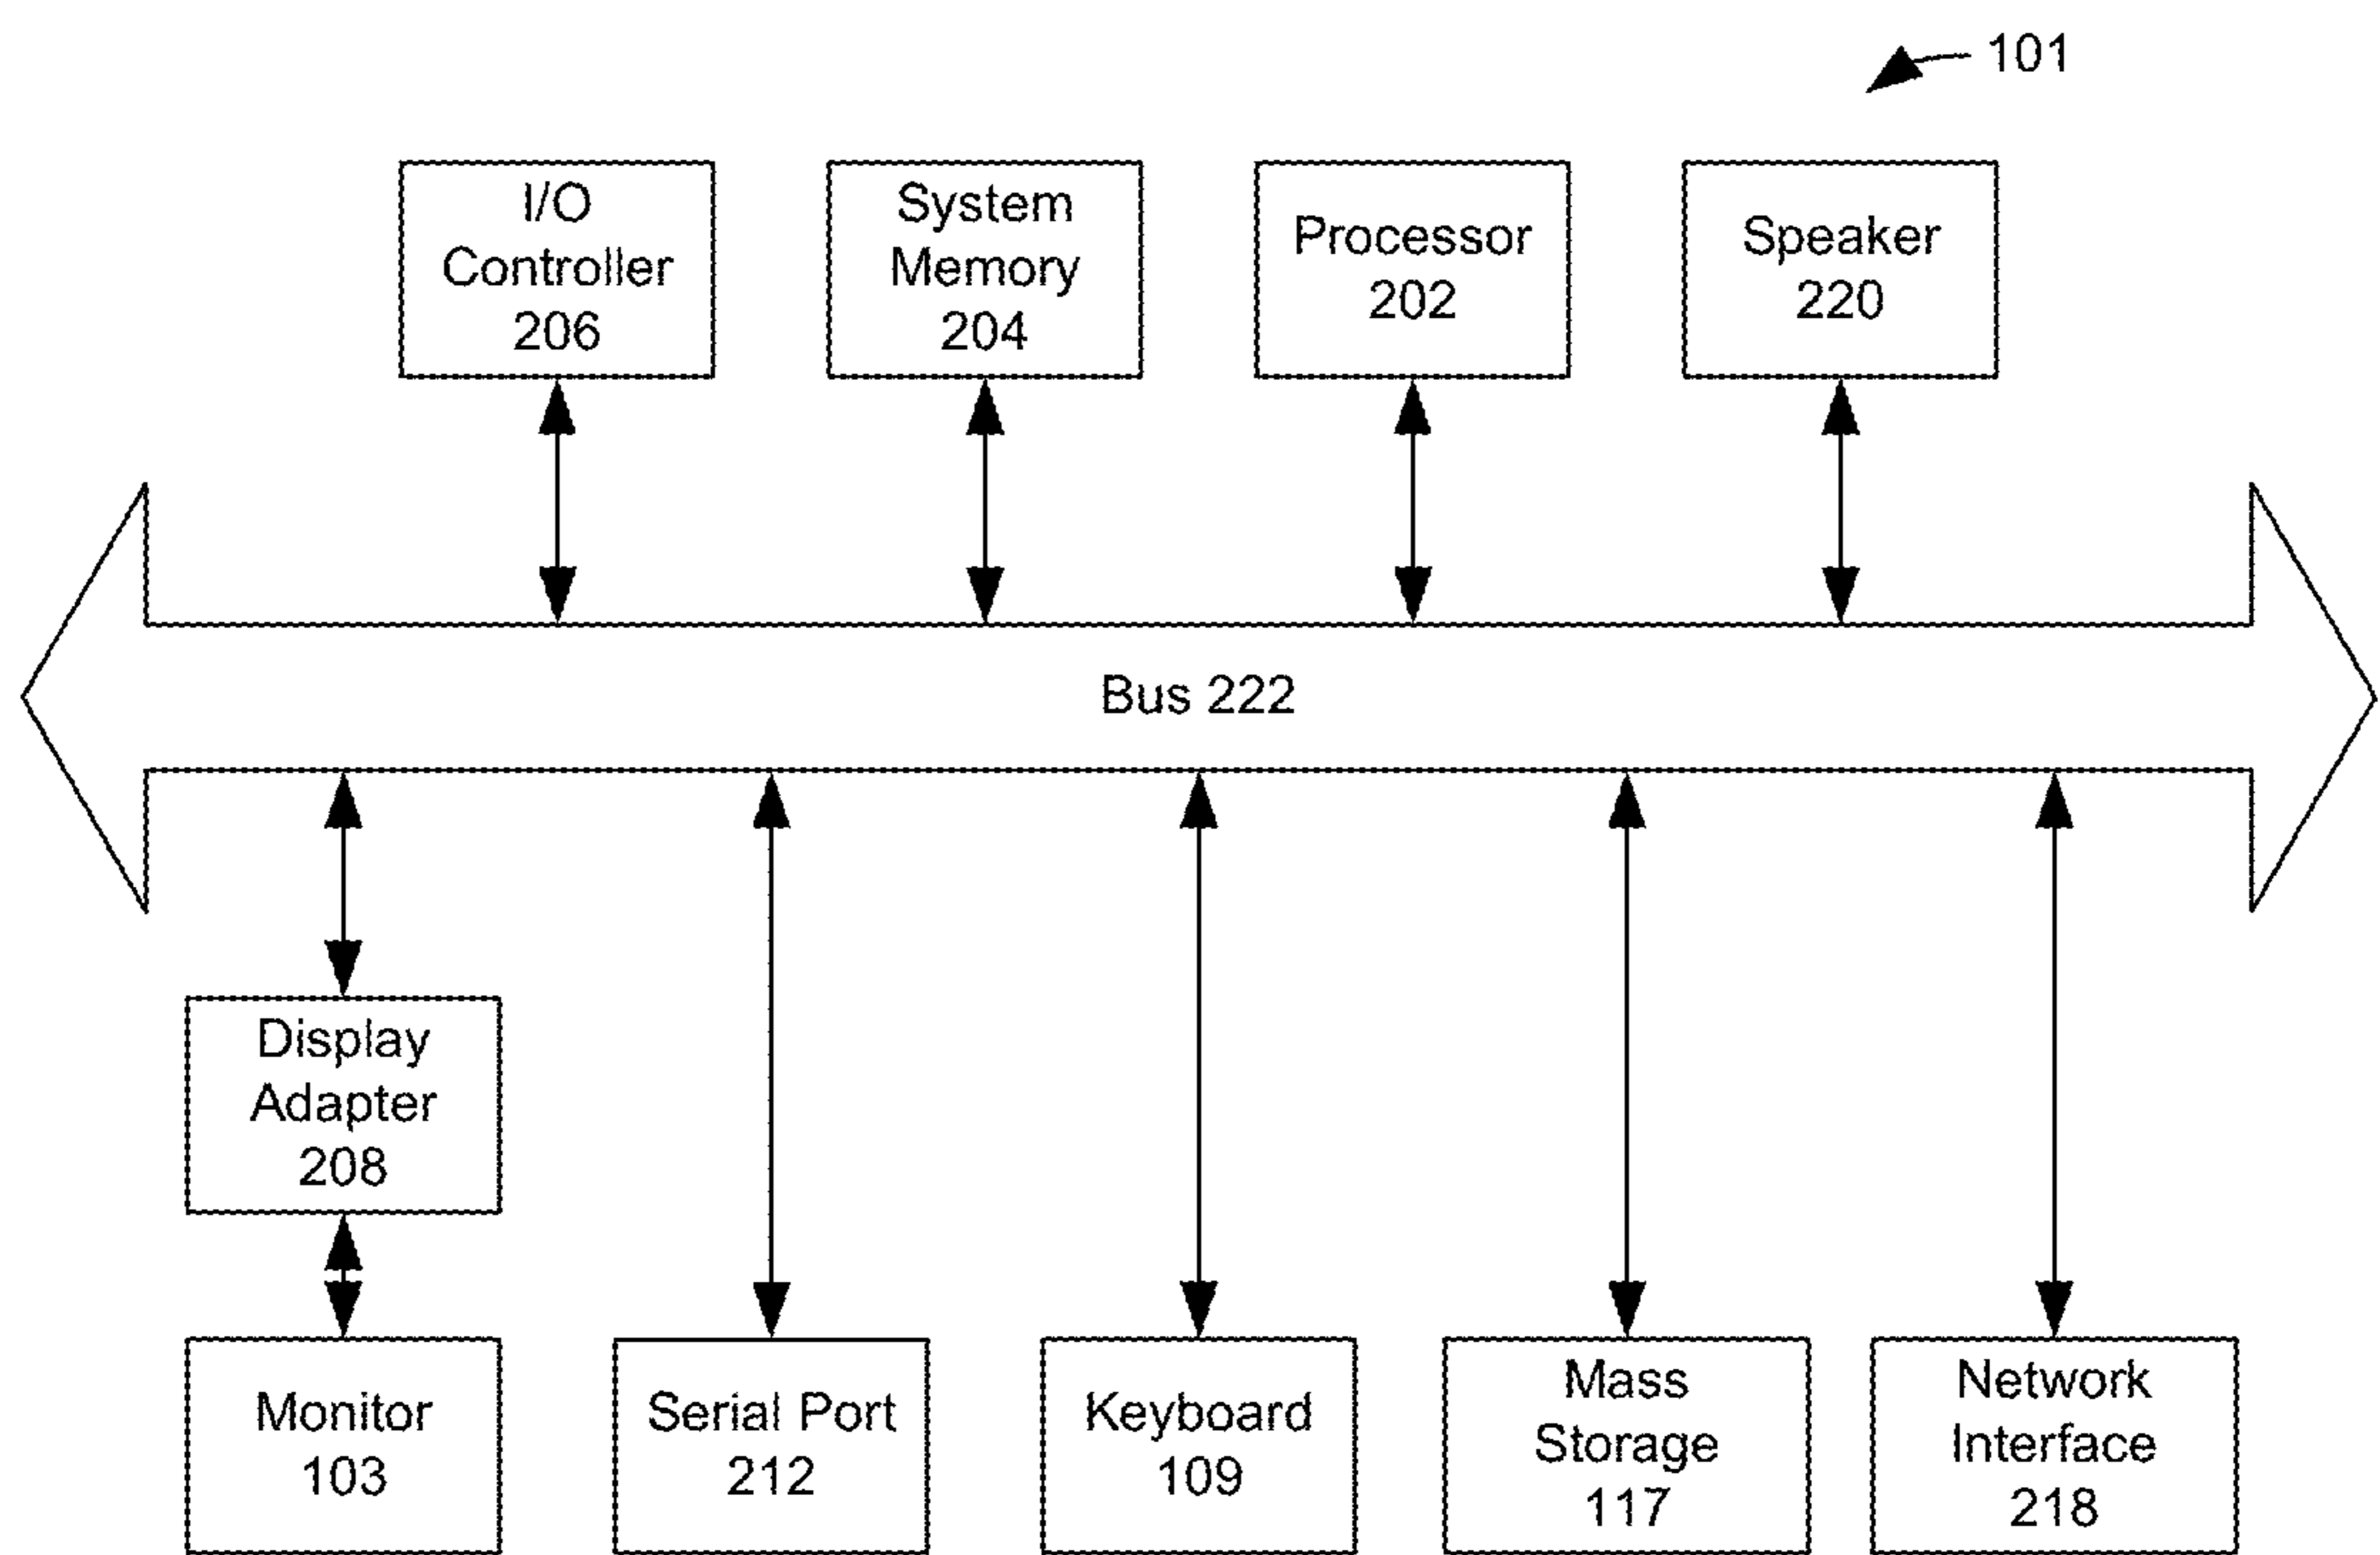 101
I/O
Controller
206
System
Memory
204
Processor
202
Speaker
220
Bus 222
Display
Adapter
208
Monitor
103
Serial Port
212
Keyboard
109
Mass
Storage
117
Network
Interface
218